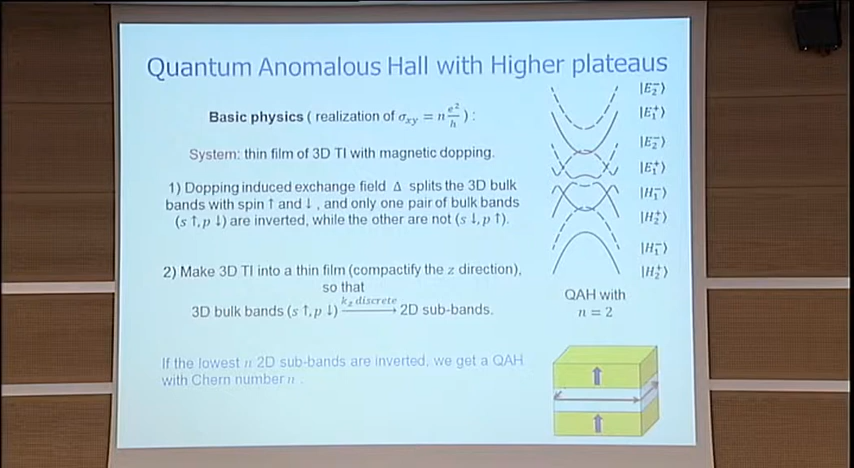 Quantum Anomalous Hall with Higher plateaus
Basic physics ( realization of σ_xy = n e²/h ) :
System: thin film of 3D TI with magnetic dopping.
1) Dopping induced exchange field Δ splits the 3D bulk
bands with spin ↑ and ↓ , and only one pair of bulk bands
(s ↑, p ↓) are inverted, while the other are not (s ↓, p ↑).
2) Make 3D TI into a thin film (compactify the z direction),
so that
3D bulk bands (s ↑, p ↓) k_z discrete → 2D sub-bands.
If the lowest n 2D sub-bands are inverted, we get a QAH
with Chern number n .
|E₂⁻⟩
|E₁⁺⟩
|E₂⁻⟩
|E₁⁺⟩
|H₁⁻⟩
|H₂⁺⟩
|H₁⁻⟩
|H₂⁺⟩
QAH with
n = 2